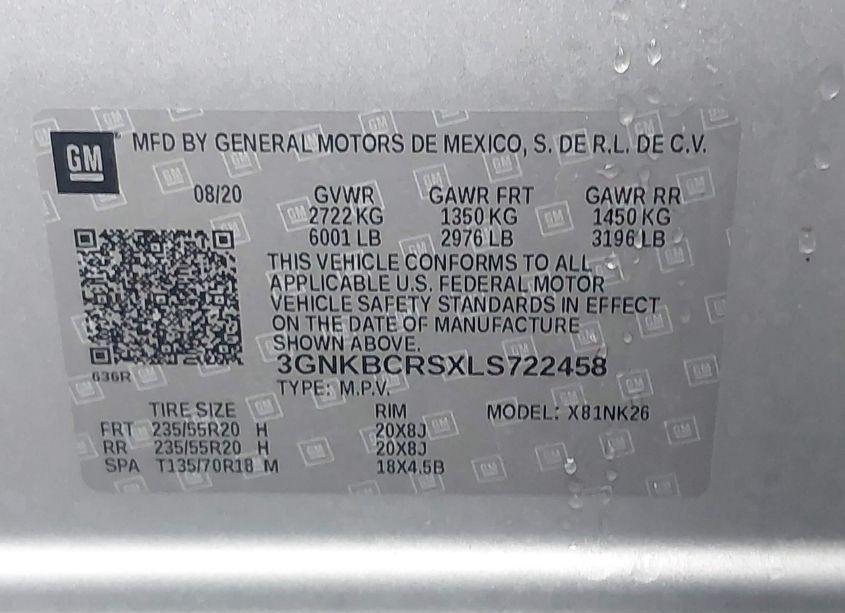 GM MFD BY GENERAL MOTORS DE MEXICO, S. DE R.L. DE C.V.
08/20 GVWR GAWR FRT GAWR RR
2722 KG 1350 KG 1450 KG
6001 LB 2976 LB 3196 LB
THIS VEHICLE CONFORMS TO ALL
APPLICABLE U.S. FEDERAL MOTOR
VEHICLE SAFETY STANDARDS IN EFFECT
ON THE DATE OF MANUFACTURE
SHOWN ABOVE.
3GNKBCRSXLS722458
636R
TYPE: M.P.V.
TIRE SIZE RIM MODEL: X81NK26
FRT 235/55R20 H 20X8J
RR 235/55R20 H 20X8J
SPA T135/70R18 M 18X4.5B